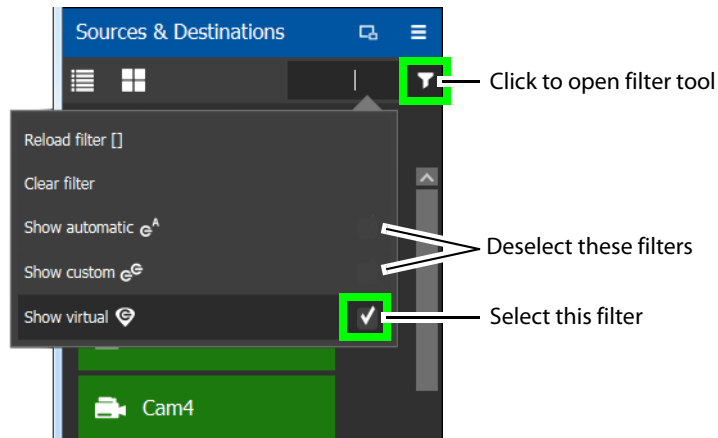 Sources & Destinations
Click to open filter tool
Reload filter []
Clear filter
Show automatic A
Show custom
Deselect these filters
Show virtual
Select this filter
Cam4